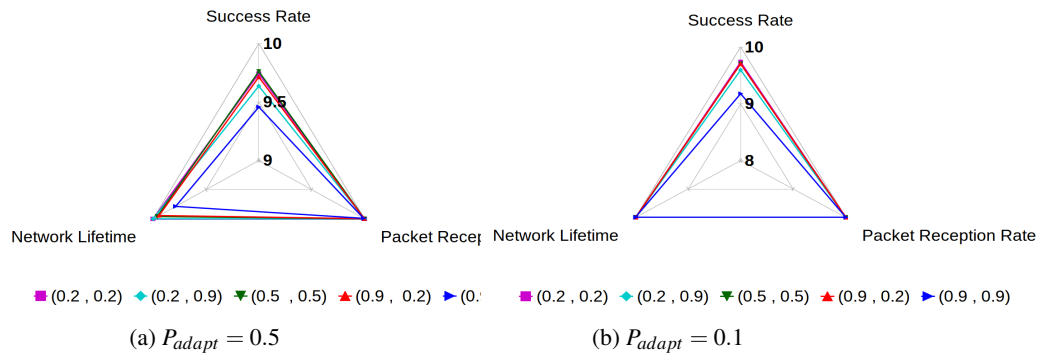 Success Rate
10
9.5
9
Network Lifetime
Packet Recep
(0.2 , 0.2) (0.2 , 0.9) (0.5 , 0.5) (0.9 , 0.2) (0.
(a) P_adapt = 0.5
Success Rate
10
9
8
Network Lifetime
Packet Reception Rate
(0.2 , 0.2) (0.2 , 0.9) (0.5 , 0.5) (0.9 , 0.2) (0.9 , 0.9)
(b) P_adapt = 0.1